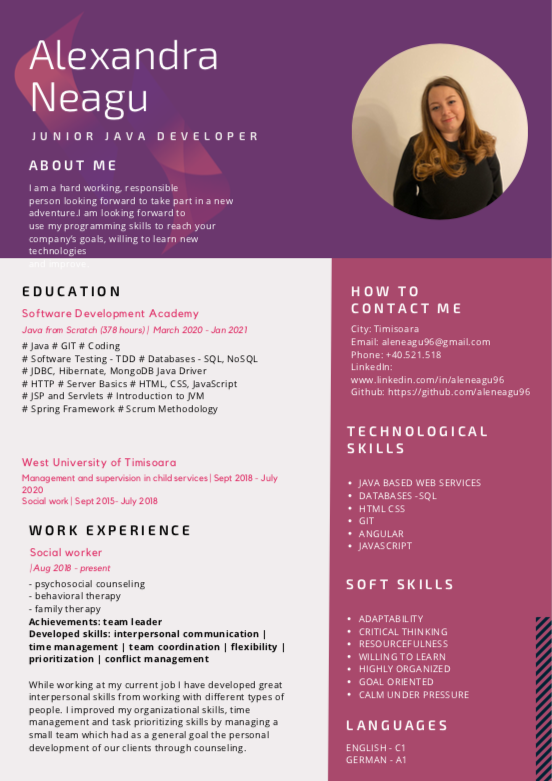 Alexandra
Neagu
JUNIOR JAVA DEVELOPER
ABOUT ME
I am a hard working, responsible
person looking forward to take part in a new
adventure.I am looking forward to
use my programming skills to reach your
company's goals, willing to learn new
technologies
and improve
EDUCATION
Software Development Academy
Java from Scratch (378 hours) | March 2020 - Jan 2021
# Java # GIT # Coding
# Software Testing - TDD # Databases - SQL, NoSQL
# JDBC, Hibernate, MongoDB Java Driver
# HTTP # Server Basics # HTML, CSS, JavaScript
# JSP and Servlets # Introduction to JVM
# Spring Framework # Scrum Methodology
West University of Timisoara
Management and supervision in child services | Sept 2018 - July
2020
Social work | Sept 2015- July 2018
WORK EXPERIENCE
Social worker
|Aug 2018 - present
- psychosocial counseling
- behavioral therapy
- family therapy
Achievements: team leader
Developed skills: interpersonal communication |
time management | team coordination | flexibility |
prioritization | conflict management
While working at my current job I have developed great
interpersonal skills from working with different types of
people. I improved my organizational skills, time
management and task prioritizing skills by managing a
small team which had as a general goal the personal
development of our clients through counseling.
HOW TO
CONTACT ME
City: Timisoara
Email: aleneagu96@gmail.com
Phone: +40.521.518
LinkedIn:
www.linkedin.com/in/aleneagu96
Github: https://github.com/aleneagu96
TECHNOLOGICAL
SKILLS
• JAVA BASED WEB SERVICES
• DATABASES -SQL
• HTML CSS
• GIT
• ANGULAR
• JAVASCRIPT
SOFT SKILLS
• ADAPTABILITY
• CRITICAL THINKING
• RESOURCEFULNESS
• WILLING TO LEARN
• HIGHLY ORGANIZED
• GOAL ORIENTED
• CALM UNDER PRESSURE
LANGUAGES
ENGLISH - C1
GERMAN - A1